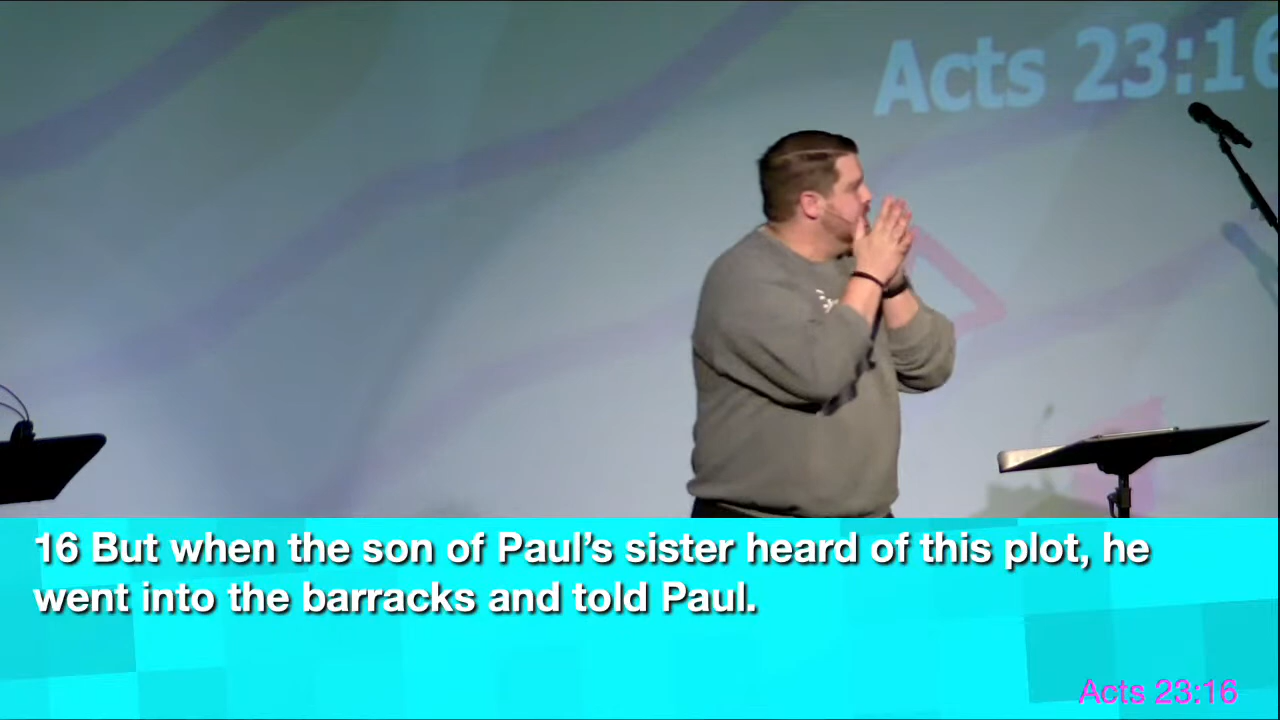 Acts 23:16
16 But when the son of Paul’s sister heard of this plot, he
went into the barracks and told Paul.
Acts 23:16